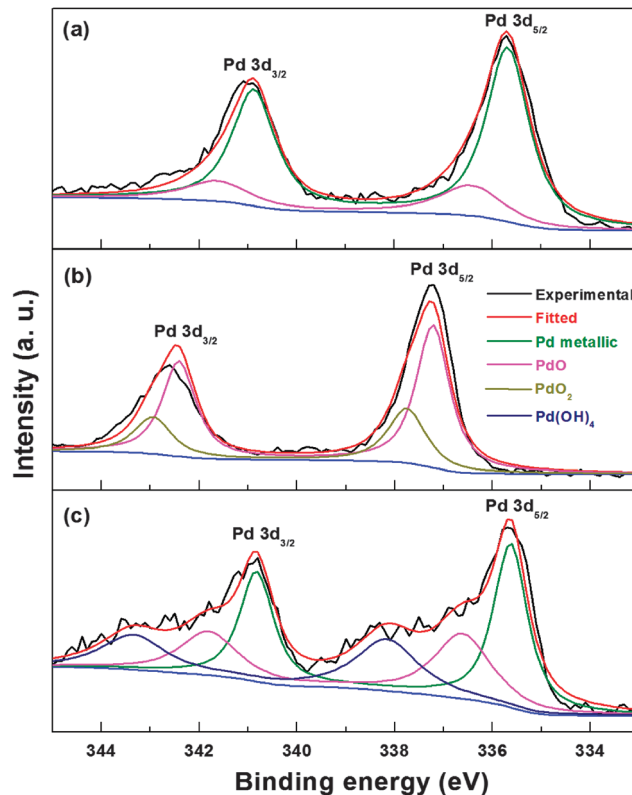 (a)
Pd 3d5/2
Pd 3d3/2
(b)
Pd 3d5/2
Pd 3d3/2
Experimental
Fitted
Pd metallic
PdO
PdO2
Pd(OH)4
(c)
Pd 3d5/2
Pd 3d3/2
Intensity (a. u.)
344 342 340 338 336 334
Binding energy (eV)